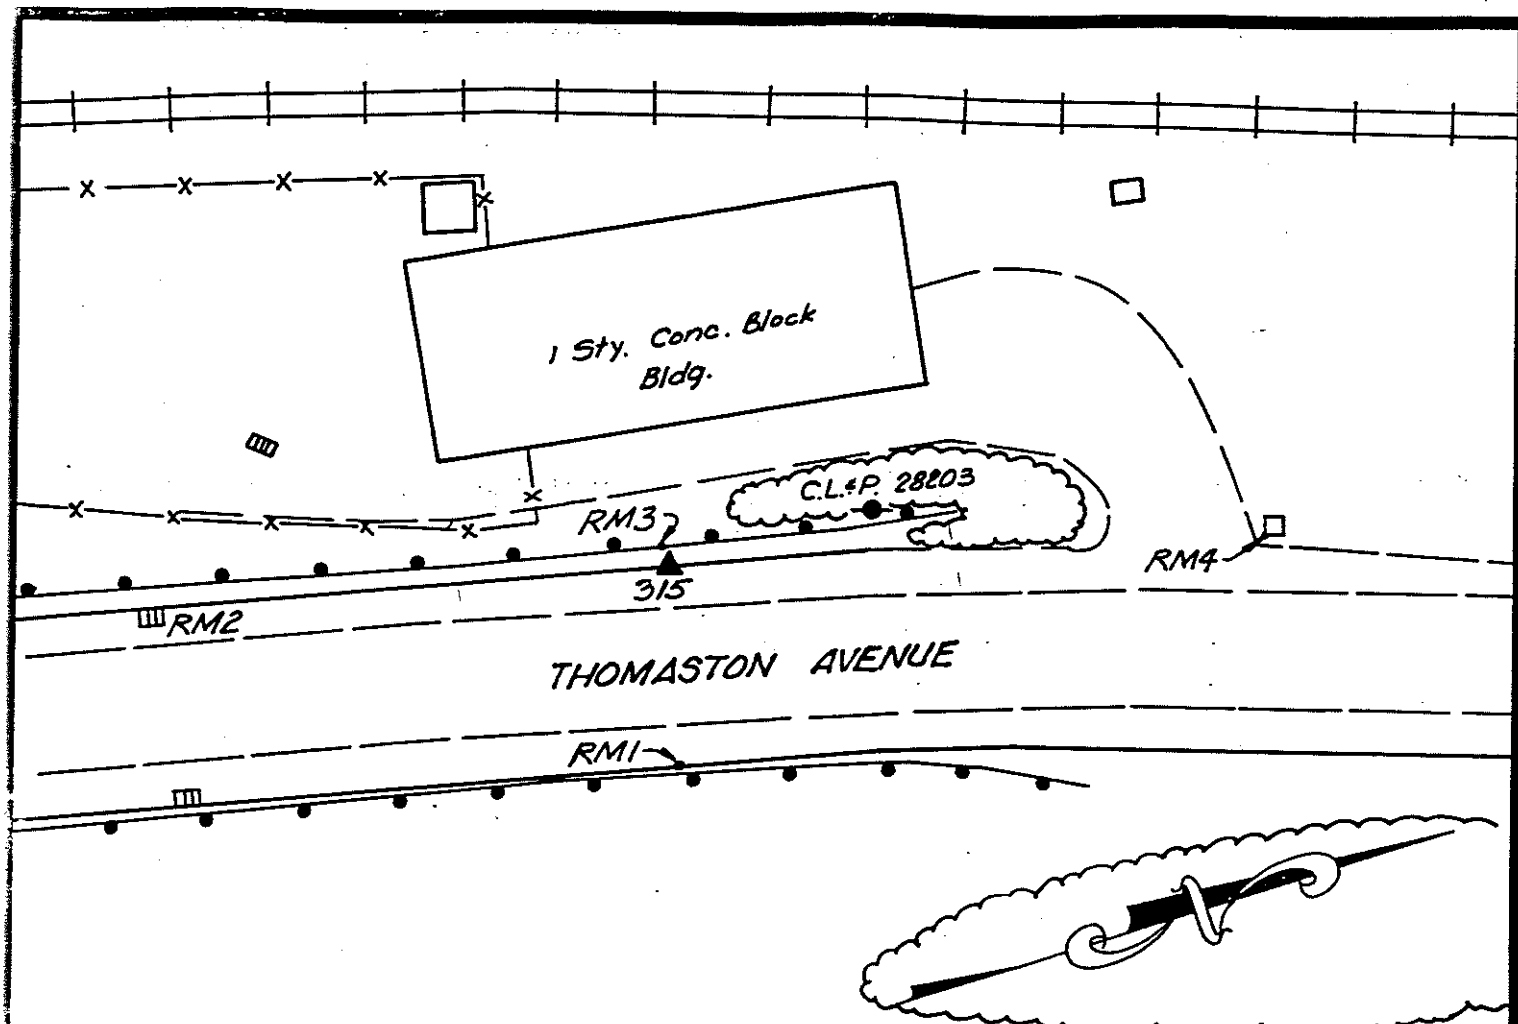 1 Sty. Conc. Block
Bldg.
C.L.&P. 28203
RM3
315
RM4
RM2
THOMASTON AVENUE
RM1
N